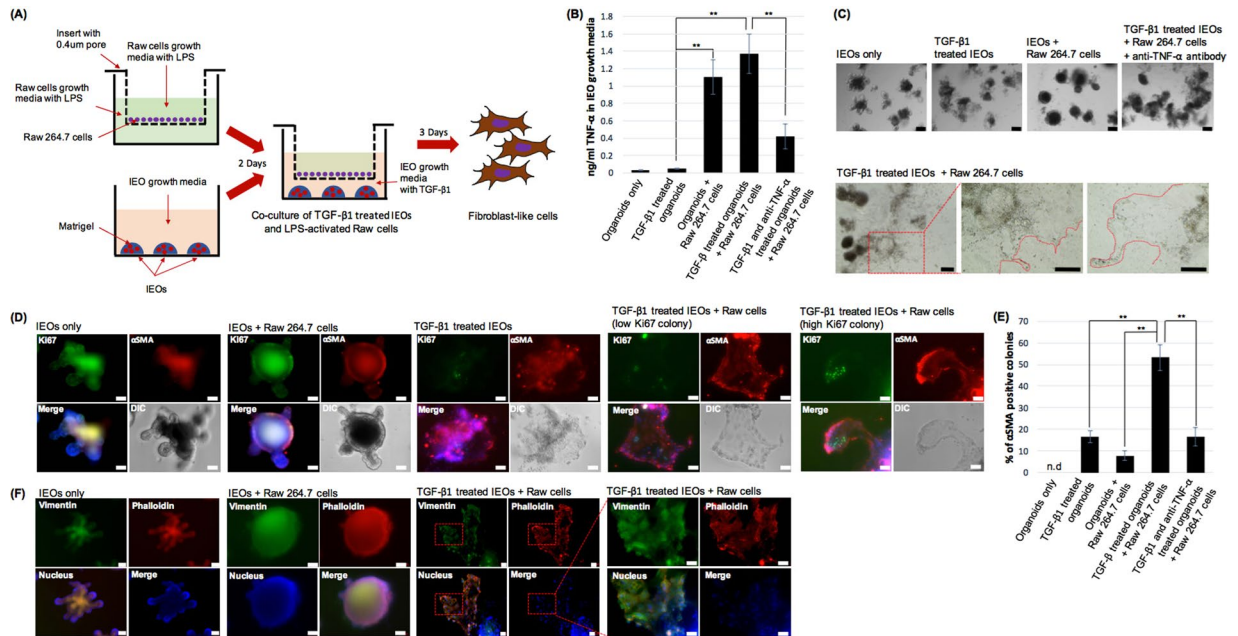 (A)
Insert with
0.4um pore
Raw cells growth
media with LPS
Raw cells growth
media with LPS
Raw 264.7 cells
IEO growth media
Matrigel
IEOs
2 Days
IEO growth
media
with TGF-β1
Co-culture of TGF-β1 treated IEOs
and LPS-activated Raw cells
3 Days
Fibroblast-like cells
(B)
ng/ml TNF-α in IEO growth media
1.8
1.6
1.4
1.2
1
0.8
0.6
0.4
0.2
0
**
**
**
Organoids only
TGF-β1 treated
organoids
Organoids +
Raw 264.7 cells
TGF-β treated organoids
+ Raw 264.7 cells
TGF-β1 and anti-TNF-α
treated organoids
+ Raw 264.7 cells
(C)
IEOs only
TGF-β1
treated IEOs
IEOs +
Raw 264.7 cells
TGF-β1 treated IEOs
+ Raw 264.7 cells
+ anti-TNF-α antibody
TGF-β1 treated IEOs + Raw 264.7 cells
(D)
IEOs only
Ki67
αSMA
Merge
DIC
IEOs + Raw 264.7 cells
Ki67
αSMA
Merge
DIC
TGF-β1 treated IEOs
Ki67
αSMA
Merge
DIC
TGF-β1 treated IEOs + Raw cells
(low Ki67 colony)
Ki67
αSMA
Merge
DIC
TGF-β1 treated IEOs + Raw cells
(high Ki67 colony)
Ki67
αSMA
Merge
DIC
(E)
% of αSMA positive colonies
70
60
50
40
30
20
10
0
**
**
**
n.d
Organoids only
TGF-β1 treated
organoids
Organoids +
Raw 264.7 cells
TGF-β treated organoids
+ Raw 264.7 cells
TGF-β1 and anti-TNF-α
treated organoids
+ Raw 264.7 cells
(F)
IEOs only
Vimentin
Phalloidin
Nucleus
Merge
IEOs + Raw 264.7 cells
Vimentin
Phalloidin
Nucleus
Merge
TGF-β1 treated IEOs + Raw cells
Vimentin
Phalloidin
Nucleus
Merge
TGF-β1 treated IEOs + Raw cells
Vimentin
Phalloidin
Nucleus
Merge